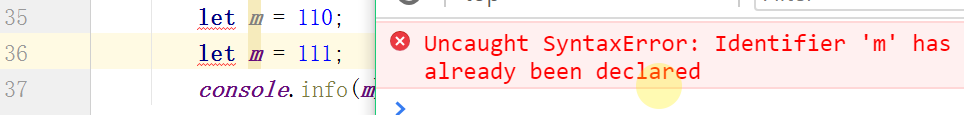 35 let m = 110;
36 let m = 111;
37 console.info(m
Uncaught SyntaxError: Identifier 'm' has
already been declared